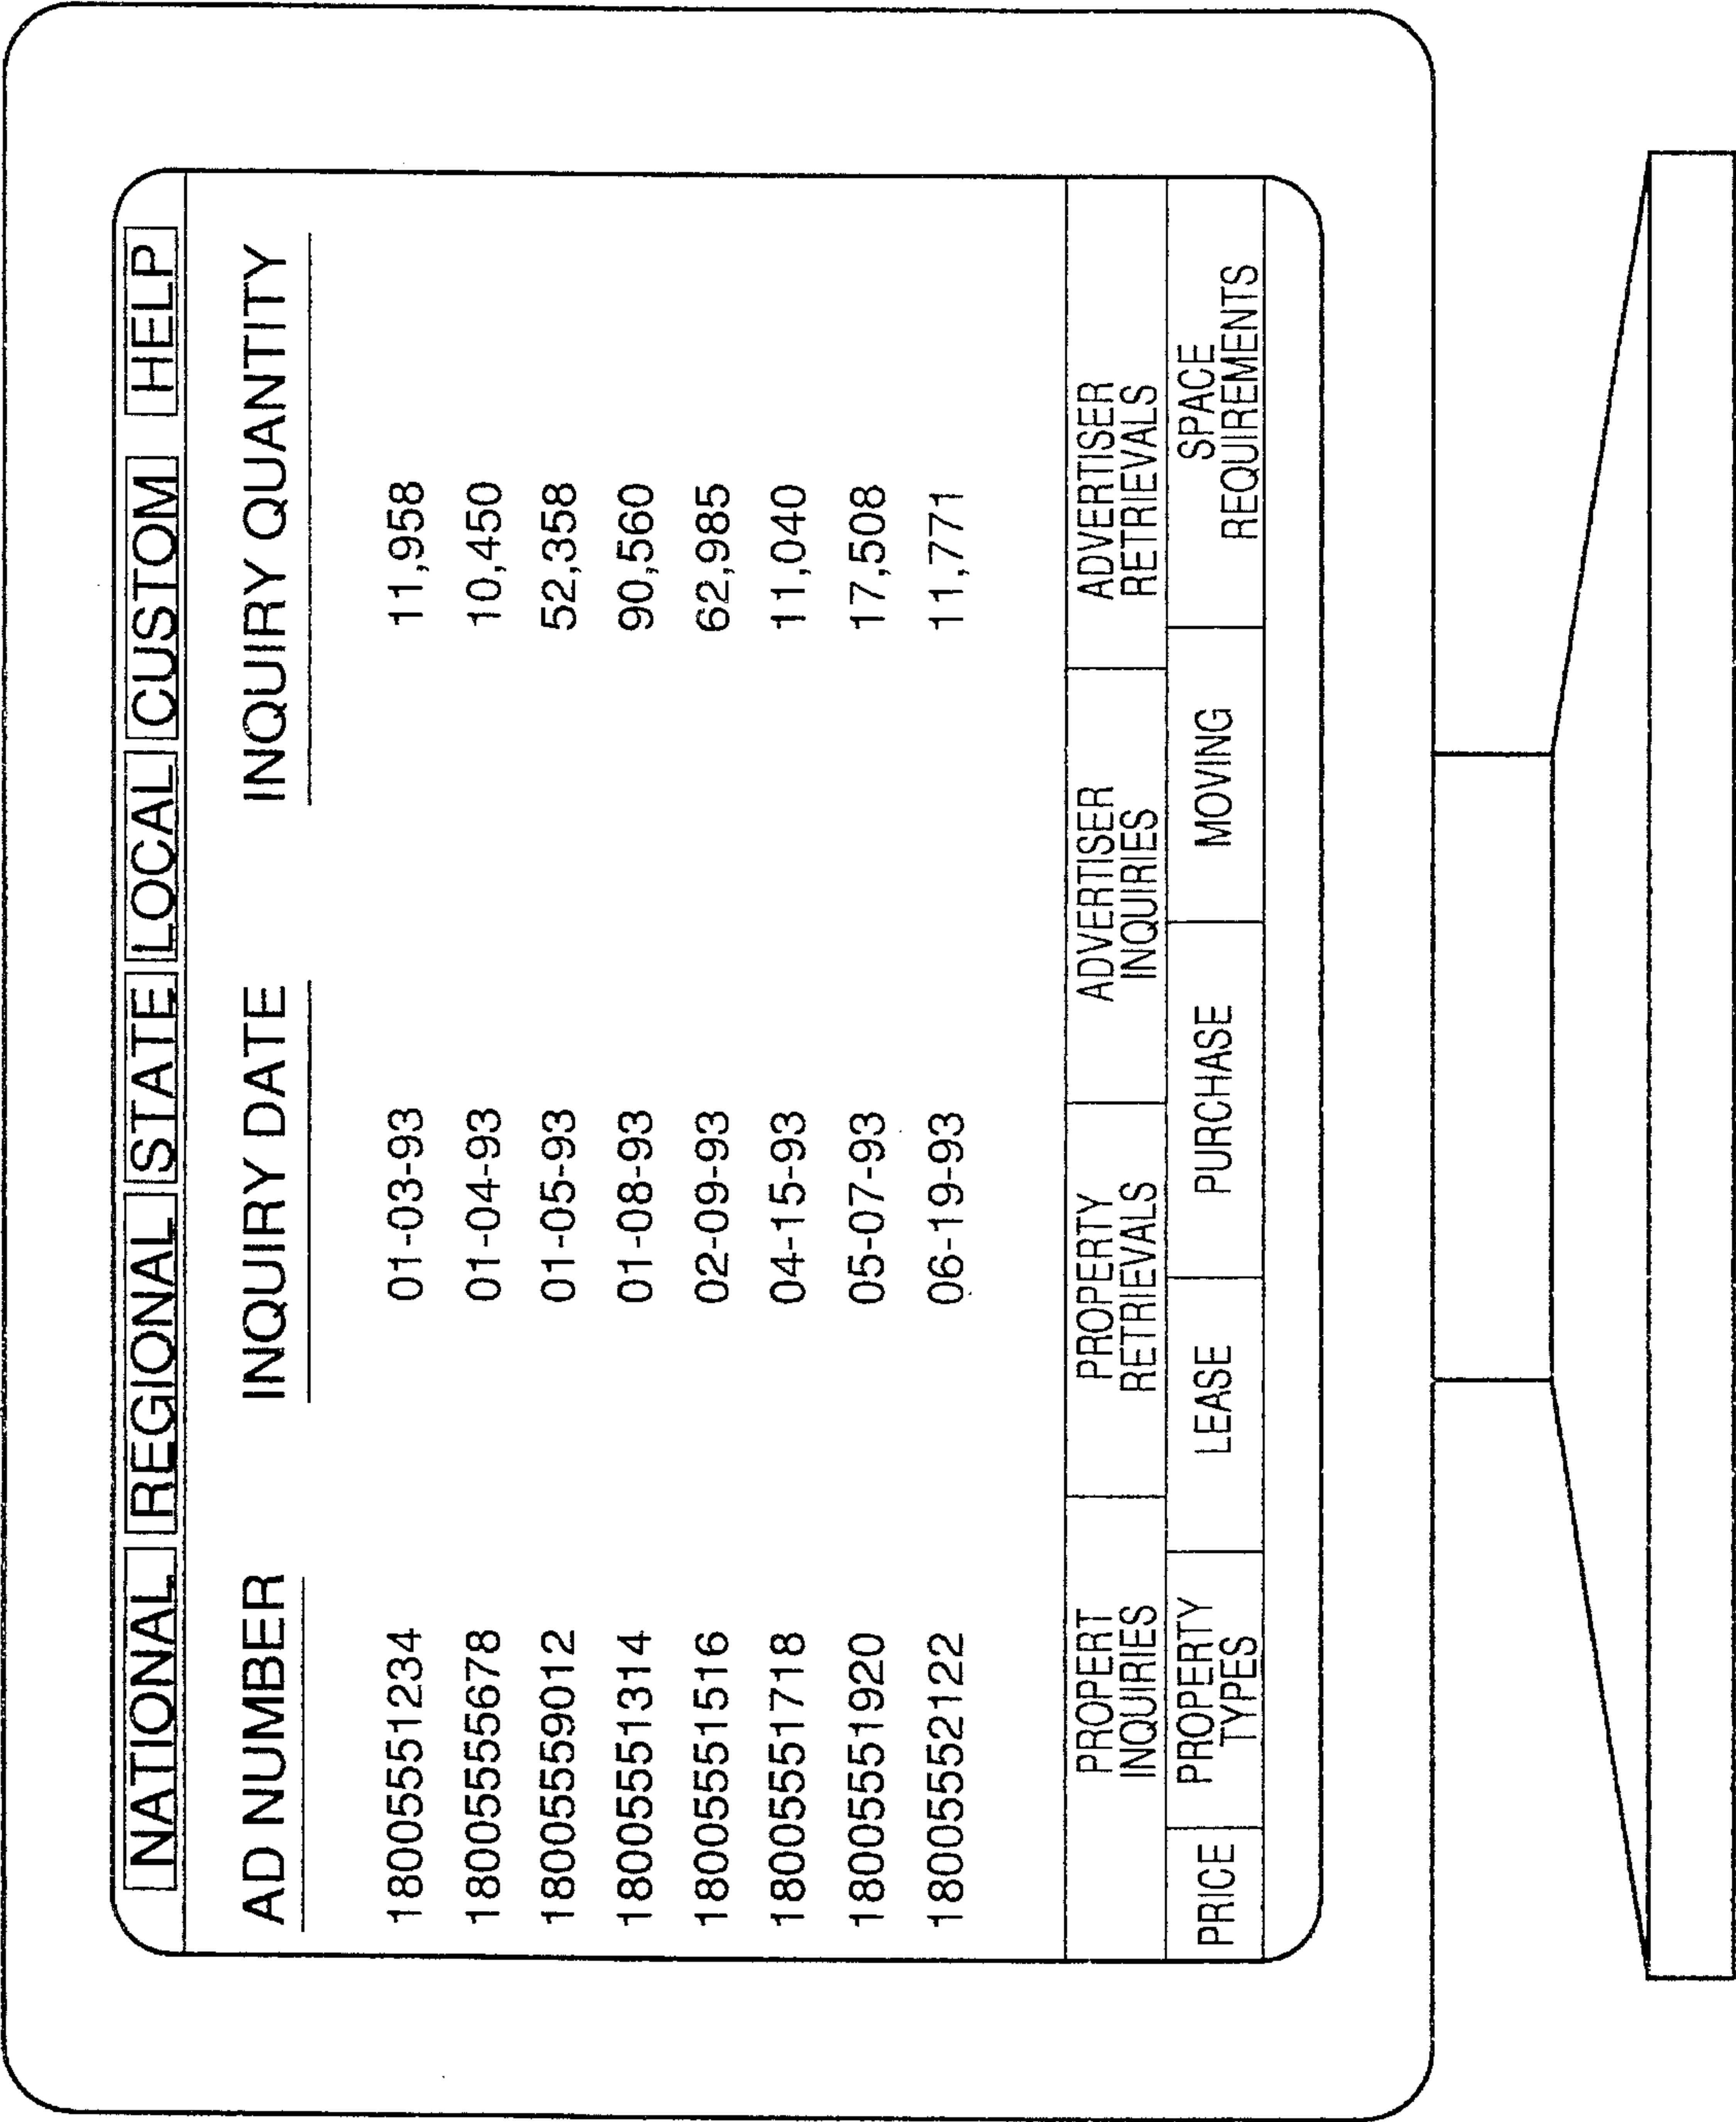 NATIONAL REGIONAL STATE LOCAL CUSTOM HELP
AD NUMBER INQUIRY DATE INQUIRY QUANTITY
18005551234 01-03-93 11,958
18005555678 01-04-93 10,450
18005559012 01-05-93 52,358
18005551314 01-08-93 90,560
18005551516 02-09-93 62,985
18005551718 04-15-93 11,040
18005551920 05-07-93 17,508
18005552122 06-19-93 11,771
PROPERT PROPERTY ADVERTISER ADVERTISER
INQUIRIES RETRIEVALS INQUIRIES RETRIEVALS
PRICE PROPERTY LEASE PURCHASE MOVING SPACE
TYPES REQUIREMENTS